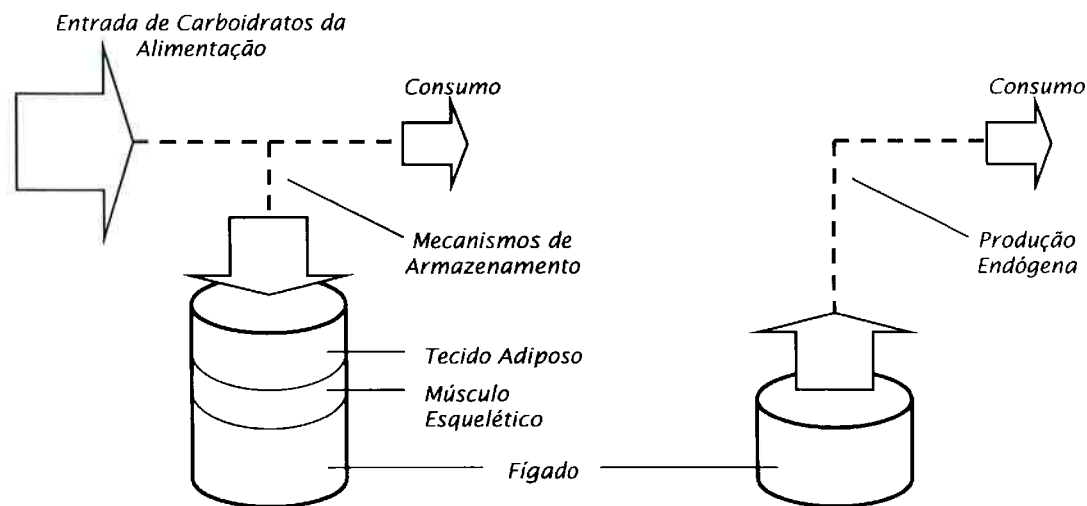 Entrada de Carboidratos da
Alimentação
Consumo
Consumo
Mecanismos de
Armazenamento
Produção
Endógena
Tecido Adiposo
Músculo
Esquelético
Fígado